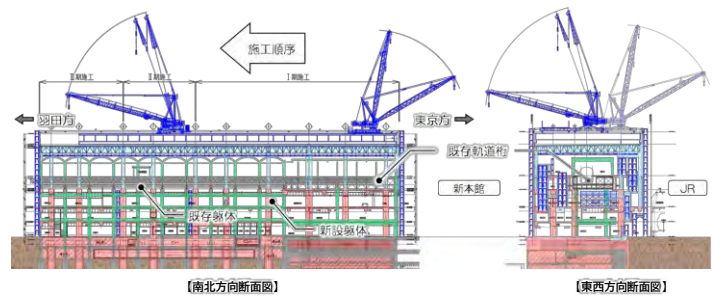 施工順序
Ⅲ期施工
Ⅱ期施工
Ⅰ期施工
羽田方
東京方
既存軌道桁
新本館
JR
既存躯体
新設躯体
【南北方向断面図】
【東西方向断面図】